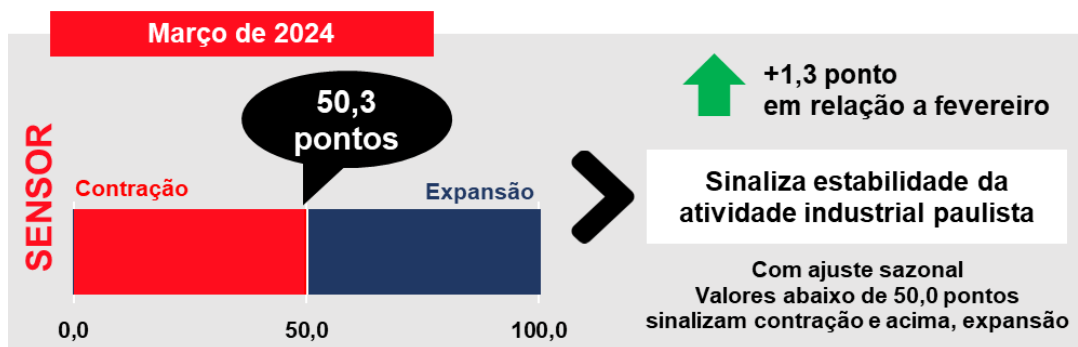 Março de 2024
SENSOR
50,3
pontos
Contração
Expansão
0,0
50,0
100,0
+1,3 ponto
em relação a fevereiro
Sinaliza estabilidade da
atividade industrial paulista
Com ajuste sazonal
Valores abaixo de 50,0 pontos
sinalizam contração e acima, expansão